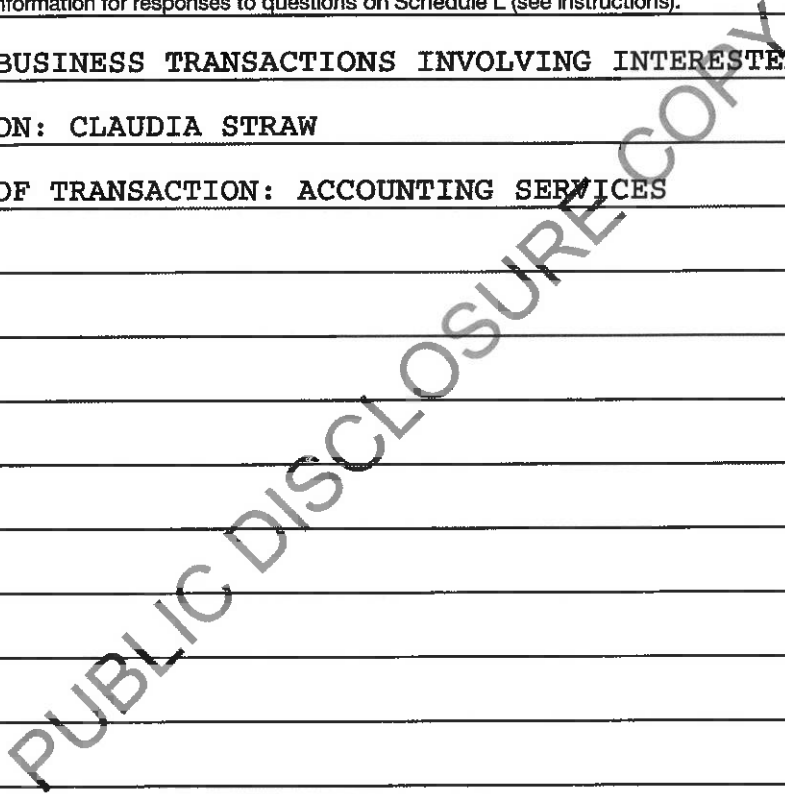 nformation for responses to questions on Schedule L (see instructions).
BUSINESS TRANSACTIONS INVOLVING INTERESTE
ON: CLAUDIA STRAW
OF TRANSACTION: ACCOUNTING SERVICES
PUBLIC DISCLOSURE COPY